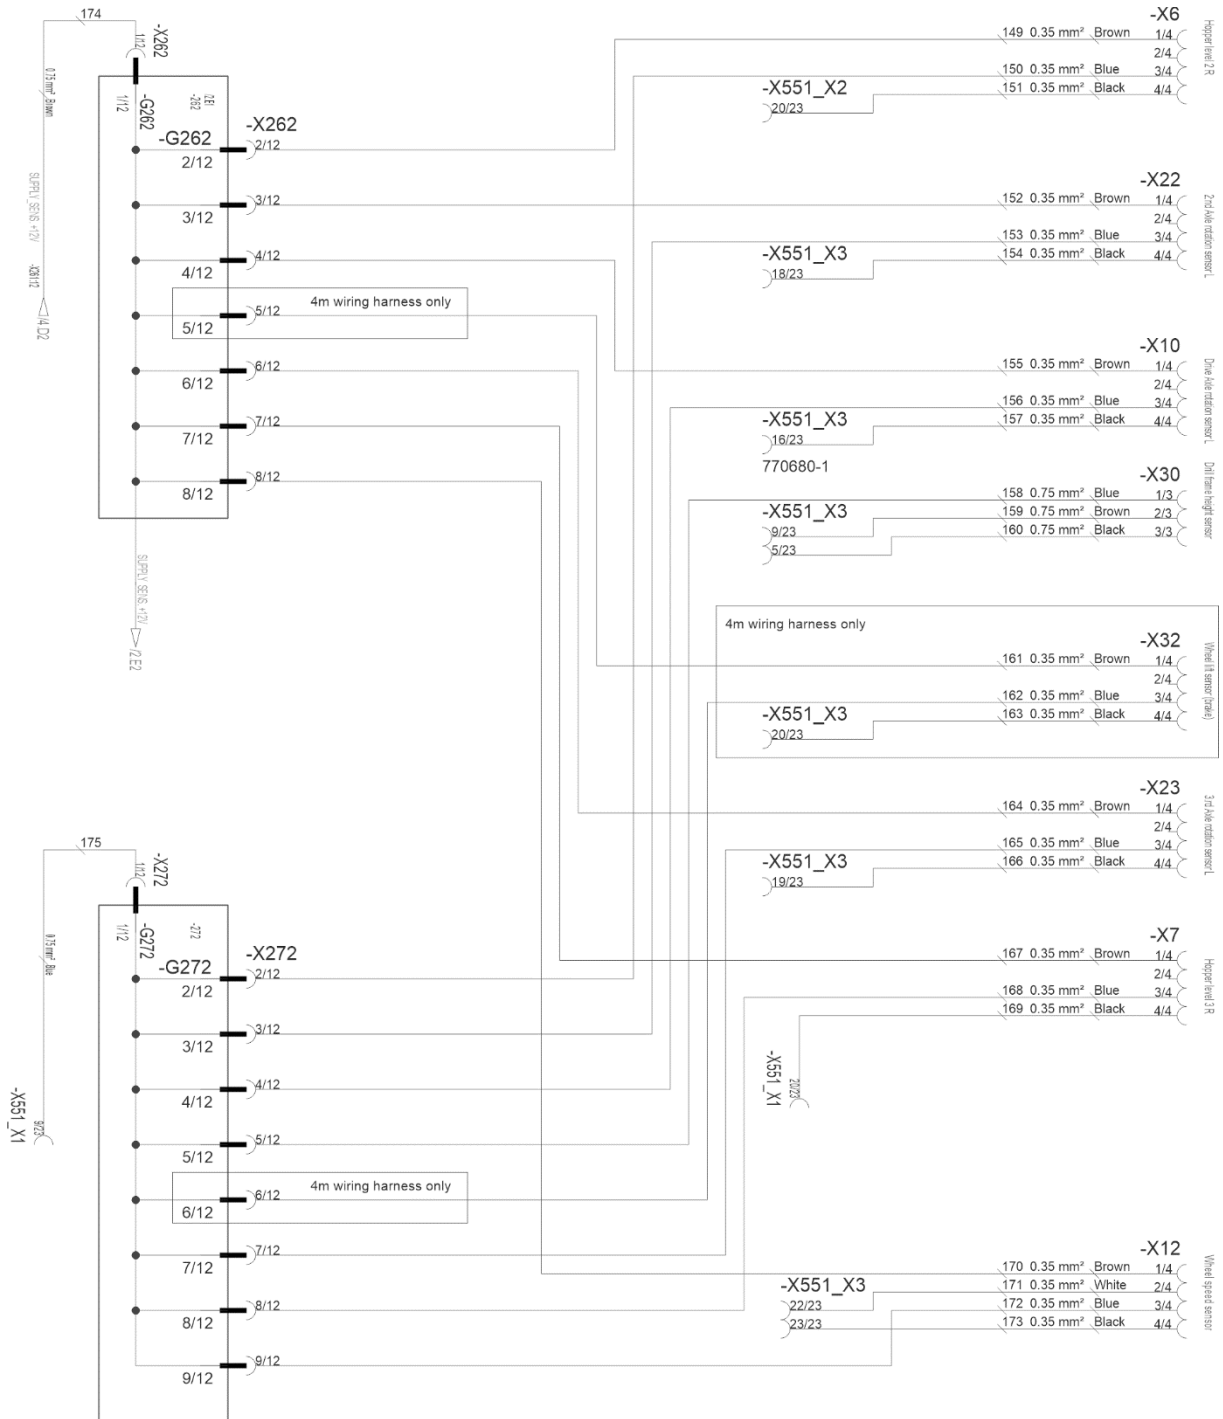 174
-X262
1/12
0.75 mm² Brown
SUPPLY_SENS +12V
-X261:12
/4.D2
1/12
-G262
-262
/2.E1
-G262
-X262
2/12
2/12
3/12
3/12
4/12
4/12
4m wiring harness only
5/12
5/12
6/12
6/12
7/12
7/12
8/12
8/12
SUPPLY_SENS +12V
/2.E2
-X6
Hopper level 2 R
149 0.35 mm² Brown 1/4
2/4
150 0.35 mm² Blue 3/4
151 0.35 mm² Black 4/4
-X551_X2
20/23
-X22
2nd Axle rotation sensor L
152 0.35 mm² Brown 1/4
2/4
153 0.35 mm² Blue 3/4
154 0.35 mm² Black 4/4
-X551_X3
18/23
-X10
Drive Axle rotation sensor L
155 0.35 mm² Brown 1/4
2/4
156 0.35 mm² Blue 3/4
157 0.35 mm² Black 4/4
-X551_X3
16/23
770680-1
-X30
Drill frame height sensor
158 0.75 mm² Blue 1/3
159 0.75 mm² Brown 2/3
160 0.75 mm² Black 3/3
-X551_X3
9/23
5/23
4m wiring harness only
-X32
Wheel lift sensor (brake)
161 0.35 mm² Brown 1/4
2/4
162 0.35 mm² Blue 3/4
163 0.35 mm² Black 4/4
-X551_X3
20/23
-X23
3.rd Axle rotation sensor L
164 0.35 mm² Brown 1/4
2/4
165 0.35 mm² Blue 3/4
166 0.35 mm² Black 4/4
-X551_X3
19/23
175
-X272
1/12
0.75 mm² Blue
-X551_X1
9/23
1/12
-G272
-272
-G272
-X272
2/12
2/12
3/12
3/12
4/12
4/12
5/12
5/12
4m wiring harness only
6/12
6/12
7/12
7/12
8/12
8/12
9/12
9/12
-X7
Hopper level 3 R
167 0.35 mm² Brown 1/4
2/4
168 0.35 mm² Blue 3/4
169 0.35 mm² Black 4/4
-X551_X1
20/23
-X12
Wheel speed sensor
170 0.35 mm² Brown 1/4
171 0.35 mm² White 2/4
172 0.35 mm² Blue 3/4
173 0.35 mm² Black 4/4
-X551_X3
22/23
23/23